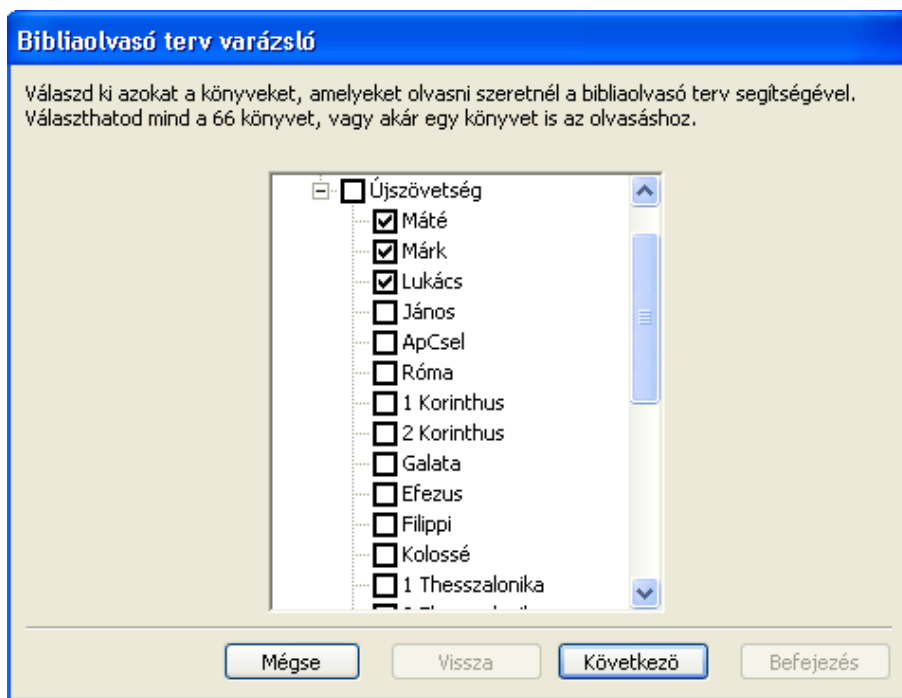 Bibliaolvasó terv varázsló
Válaszd ki azokat a könyveket, amelyeket olvasni szeretnél a bibliaolvasó terv segítségével.
Választhatod mind a 66 könyvet, vagy akár egy könyvet is az olvasáshoz.
Újszövetség
Máté
Márk
Lukács
János
ApCsel
Róma
1 Korinthus
2 Korinthus
Galata
Efezus
Filippi
Kolossé
1 Thesszalonika
Mégse
Vissza
Következö
Befejezés